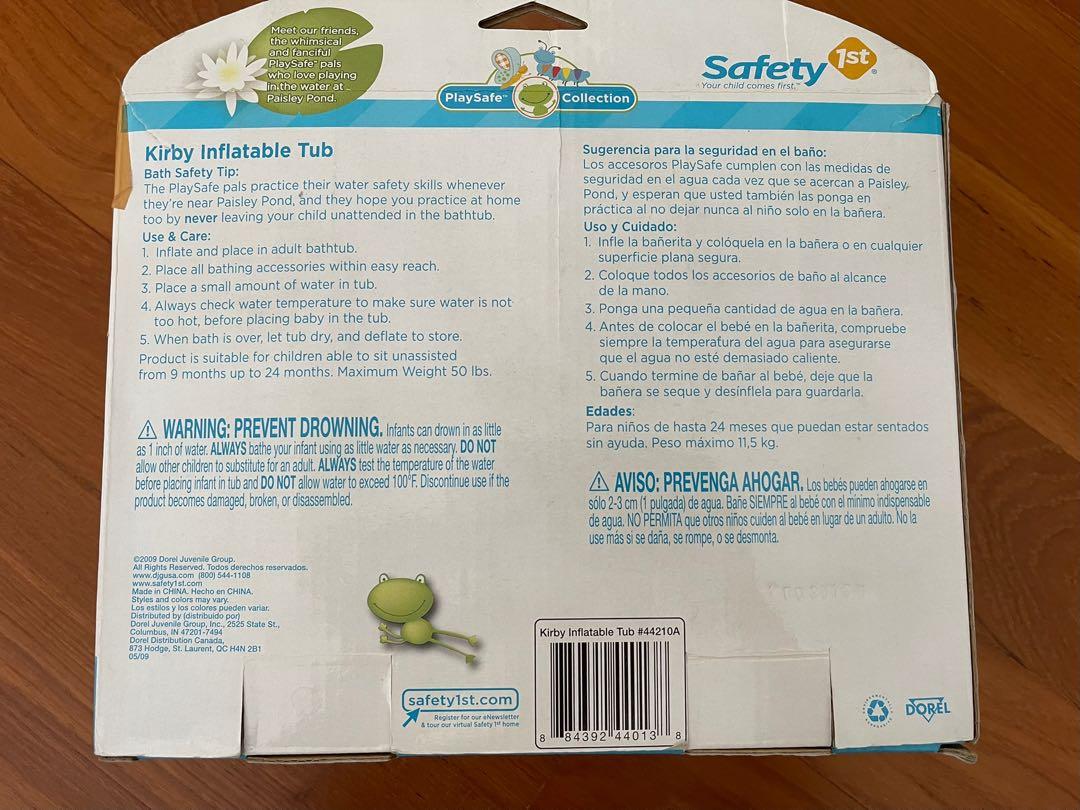 Meet our friends,
the whimsical
and fanciful
PlaySafe™ pals
who love playing
in the water at
Paisley Pond.
PlaySafe™ Collection
Safety 1st®
Your child comes first.™
Kirby Inflatable Tub
Bath Safety Tip:
The PlaySafe pals practice their water safety skills whenever
they're near Paisley Pond, and they hope you practice at home
too by never leaving your child unattended in the bathtub.
Use & Care:
1. Inflate and place in adult bathtub.
2. Place all bathing accessories within easy reach.
3. Place a small amount of water in tub.
4. Always check water temperature to make sure water is not
too hot, before placing baby in the tub.
5. When bath is over, let tub dry, and deflate to store.
Product is suitable for children able to sit unassisted
from 9 months up to 24 months. Maximum Weight 50 lbs.
WARNING: PREVENT DROWNING. Infants can drown in as little
as 1 inch of water. ALWAYS bathe your infant using as little water as necessary. DO NOT
allow other children to substitute for an adult. ALWAYS test the temperature of the water
before placing infant in tub and DO NOT allow water to exceed 100°F. Discontinue use if the
product becomes damaged, broken, or disassembled.
©2009 Dorel Juvenile Group.
All Rights Reserved. Todos derechos reservados.
www.djgusa.com (800) 544-1108
www.safety1st.com
Made in CHINA. Hecho en CHINA.
Styles and colors may vary.
Los estilos y los colores pueden variar.
Distributed by (distribuido por)
Dorel Juvenile Group, Inc., 2525 State St.,
Columbus, IN 47201-7494
Dorel Distribution Canada,
873 Hodge, St. Laurent, QC H4N 2B1
05/09
Sugerencia para la seguridad en el baño:
Los accesoros PlaySafe cumplen con las medidas de
seguridad en el agua cada vez que se acercan a Paisley
Pond, y esperan que usted también las ponga en
práctica al no dejar nunca al niño solo en la bañera.
Uso y Cuidado:
1. Infle la bañerita y colóquela en la bañera o en cualquier
superficie plana segura.
2. Coloque todos los accesorios de baño al alcance
de la mano.
3. Ponga una pequeña cantidad de agua en la bañera.
4. Antes de colocar el bebé en la bañerita, compruebe
siempre la temperatura del agua para asegurarse
que el agua no esté demasiado caliente.
5. Cuando termine de bañar al bebé, deje que la
bañera se seque y desínflela para guardarla.
Edades:
Para niños de hasta 24 meses que puedan estar sentados
sin ayuda. Peso máximo 11,5 kg.
AVISO: PREVENGA AHOGAR. Los bebés pueden ahogarse en
sólo 2-3 cm (1 pulgada) de agua. Bañe SIEMPRE al bebé con el mínimo indispensable
de agua. NO PERMITA que otros niños cuiden al bebé en lugar de un adulto. No la
use más si se daña, se rompe, o se desmonta.
safety1st.com
Register for our eNewsletter
& tour our virtual Safety 1st home
Kirby Inflatable Tub #44210A
8 84392 44013 8
DOREL